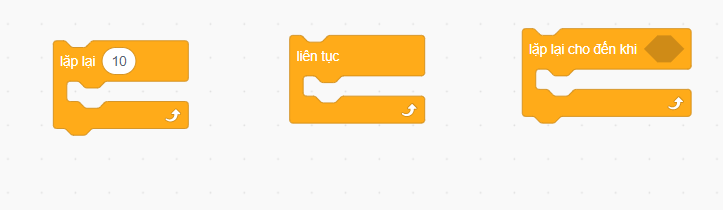 lặp lại 10
liên tục
lặp lại cho đến khi